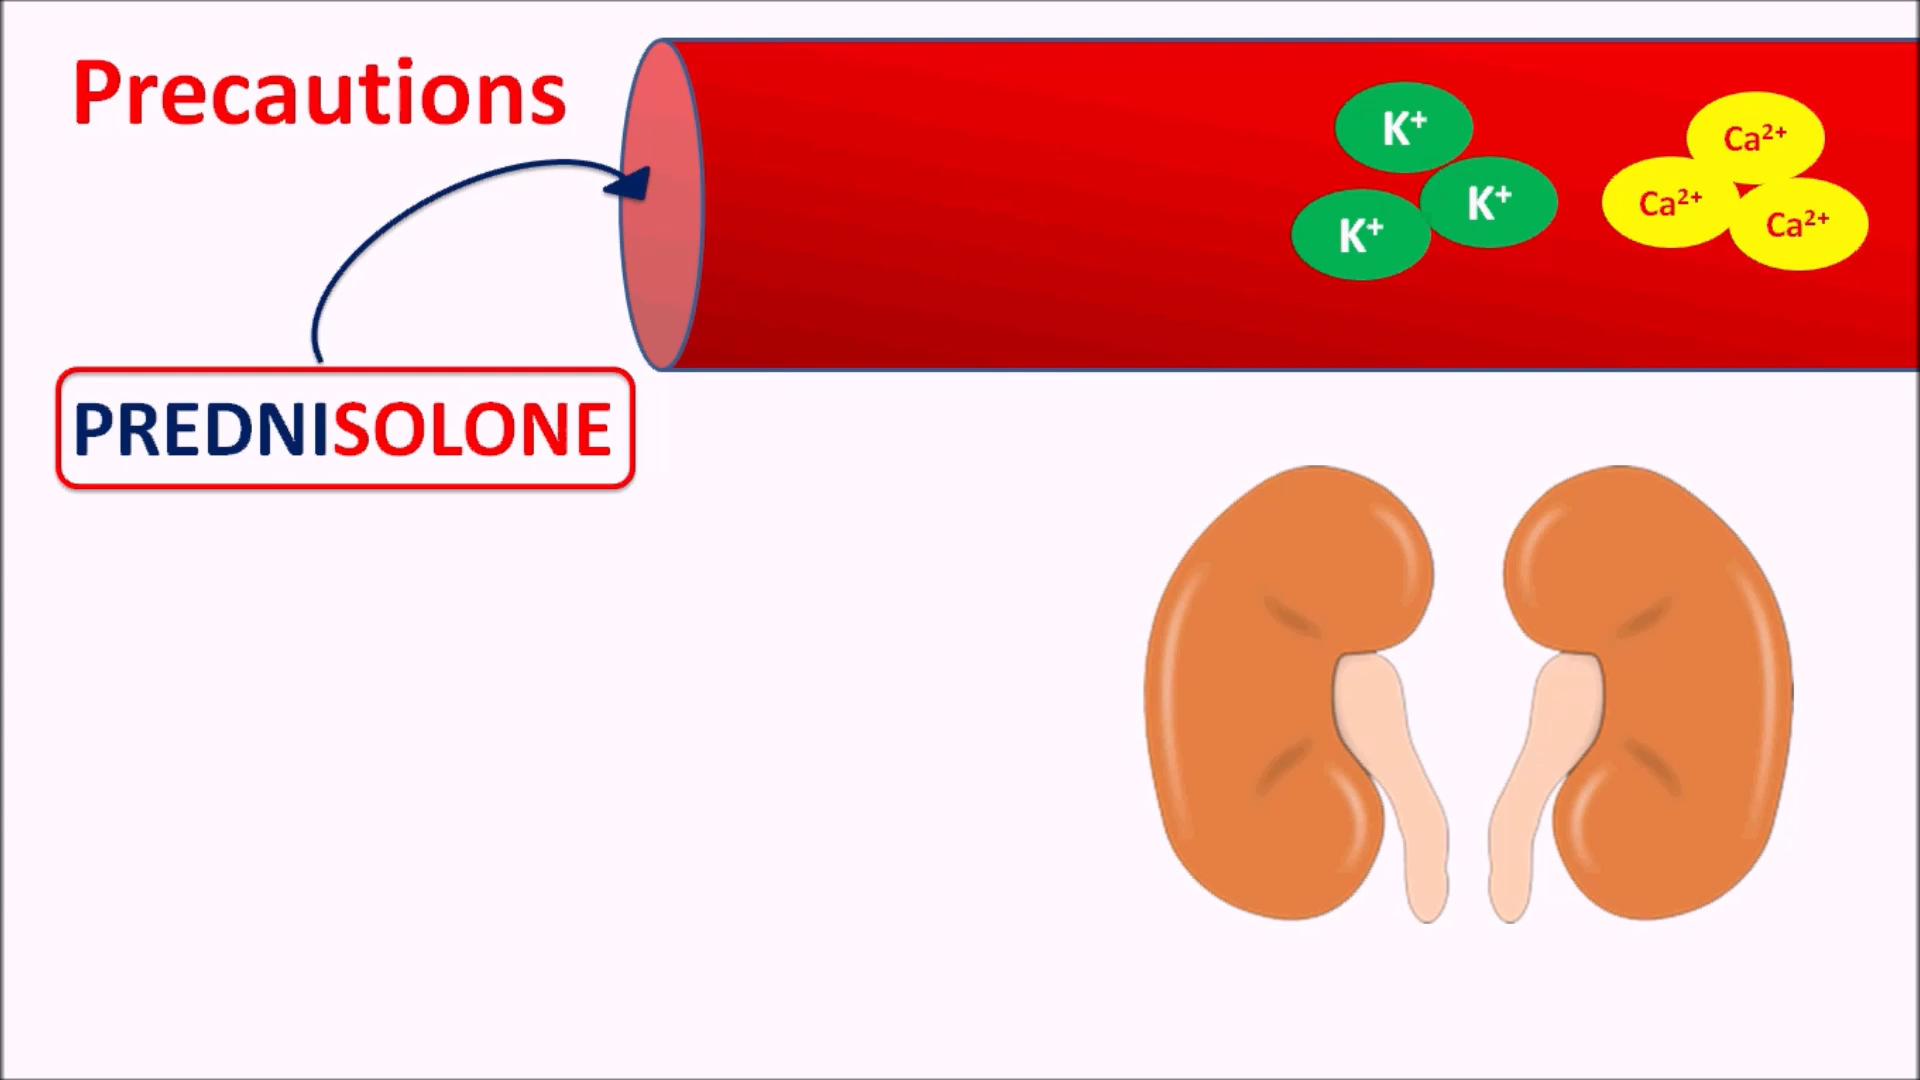 Precautions
K⁺
K⁺
K⁺
Ca²⁺
Ca²⁺
Ca²⁺
PREDNISOLONE